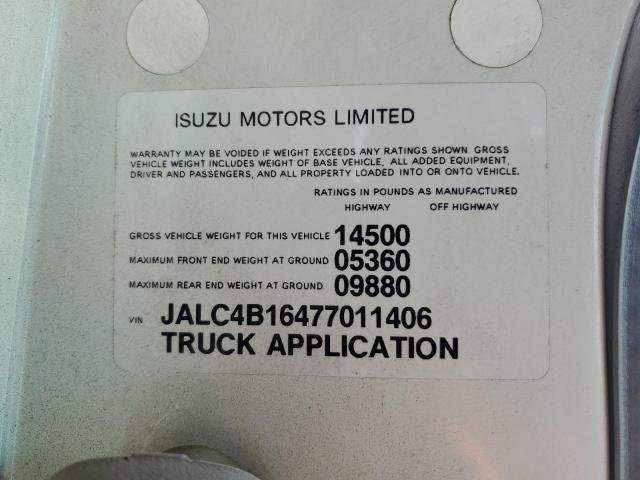 ISUZU MOTORS LIMITED
WARRANTY MAY BE VOIDED IF WEIGHT EXCEEDS ANY RATINGS SHOWN. GROSS
VEHICLE WEIGHT INCLUDES WEIGHT OF BASE VEHICLE, ALL ADDED EQUIPMENT,
DRIVER AND PASSENGERS, AND ALL PROPERTY LOADED INTO OR ONTO VEHICLE.
RATINGS IN POUNDS AS MANUFACTURED
HIGHWAY OFF HIGHWAY
GROSS VEHICLE WEIGHT FOR THIS VEHICLE 14500
MAXIMUM FRONT END WEIGHT AT GROUND 05360
MAXIMUM REAR END WEIGHT AT GROUND 09880
VIN JALC4B16477011406
TRUCK APPLICATION